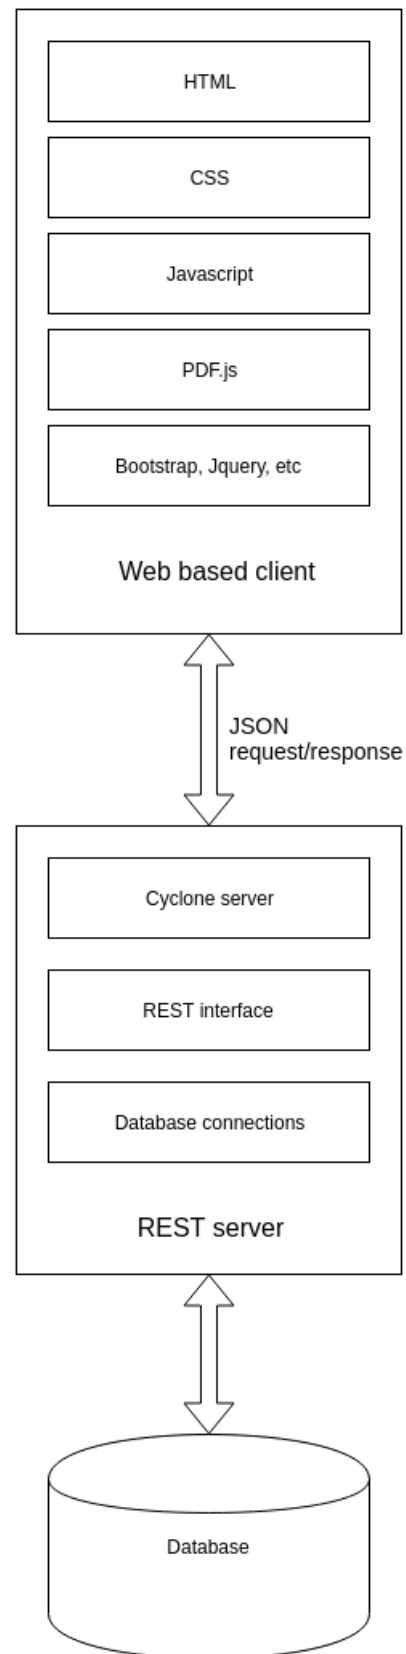 HTML
CSS
Javascript
PDF.js
Bootstrap, Jquery, etc
Web based client
JSON
request/response
Cyclone server
REST interface
Database connections
REST server
Database